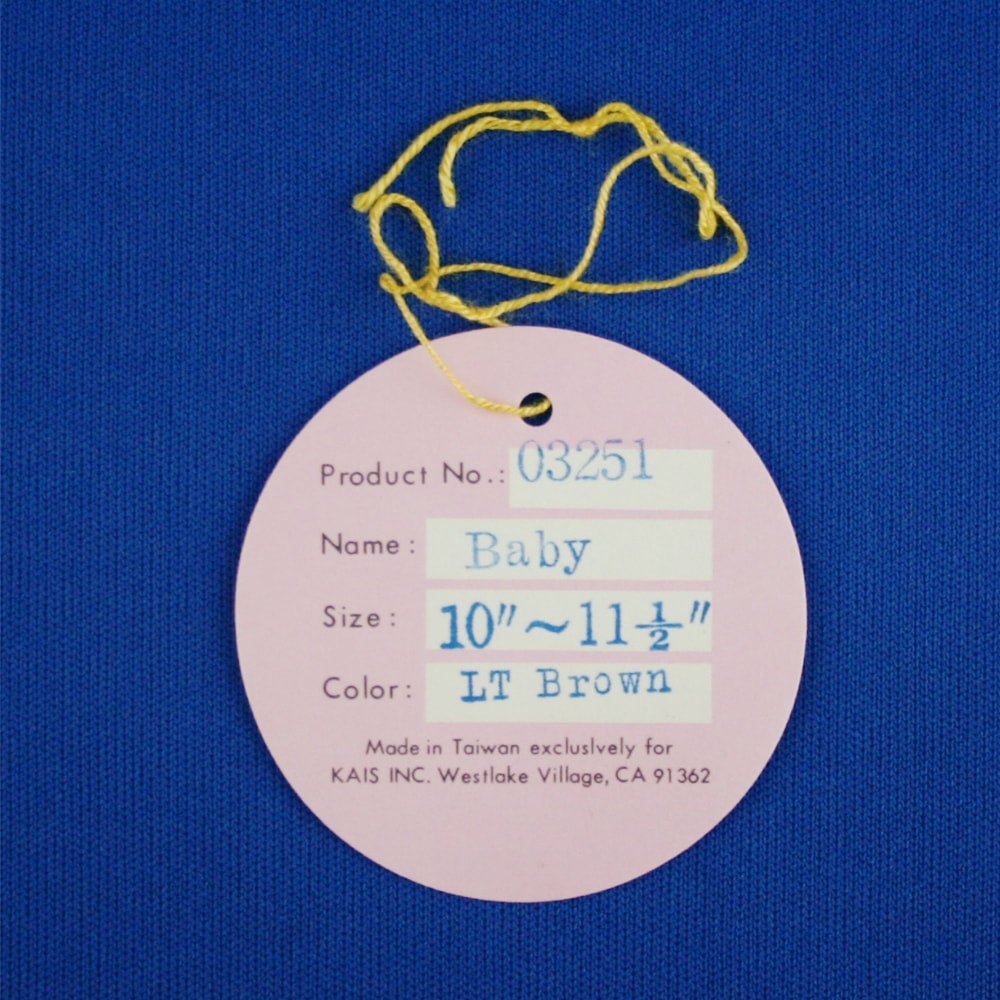 Product No.: 03251
Name: Baby
Size: 10"~11½"
Color: LT Brown
Made in Taiwan excluslvely for
KAIS INC. Westlake Village, CA 91362